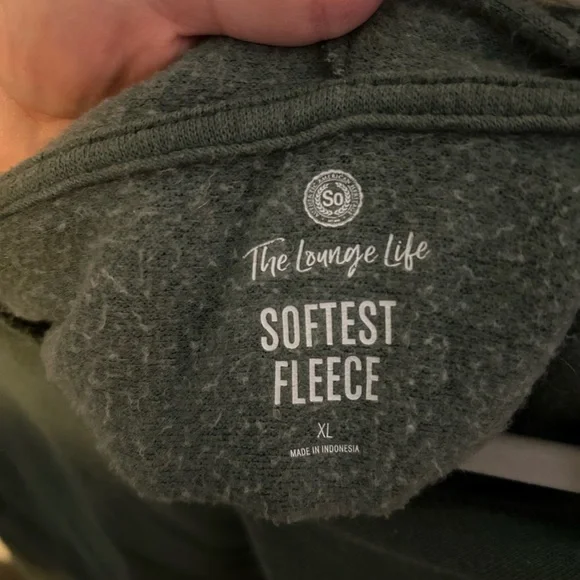 So
The Lounge Life
SOFTEST
FLEECE
XL
MADE IN INDONESIA